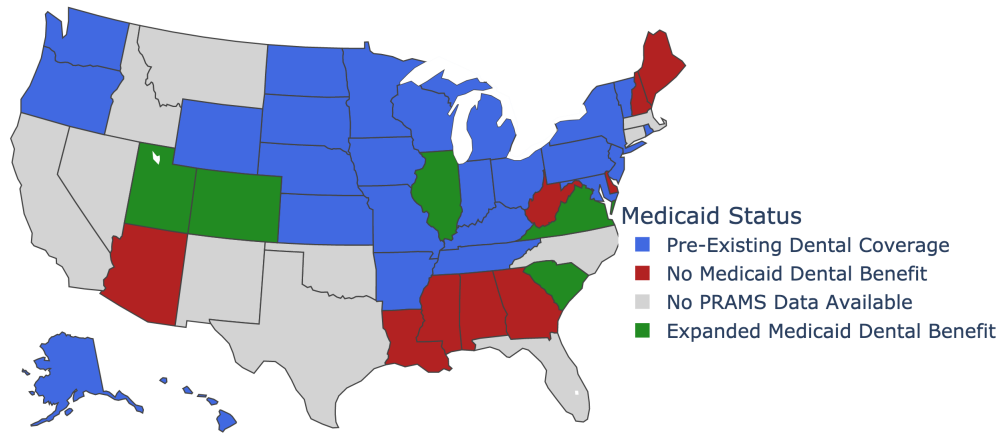 Medicaid Status
Pre-Existing Dental Coverage
No Medicaid Dental Benefit
No PRAMS Data Available
Expanded Medicaid Dental Benefit